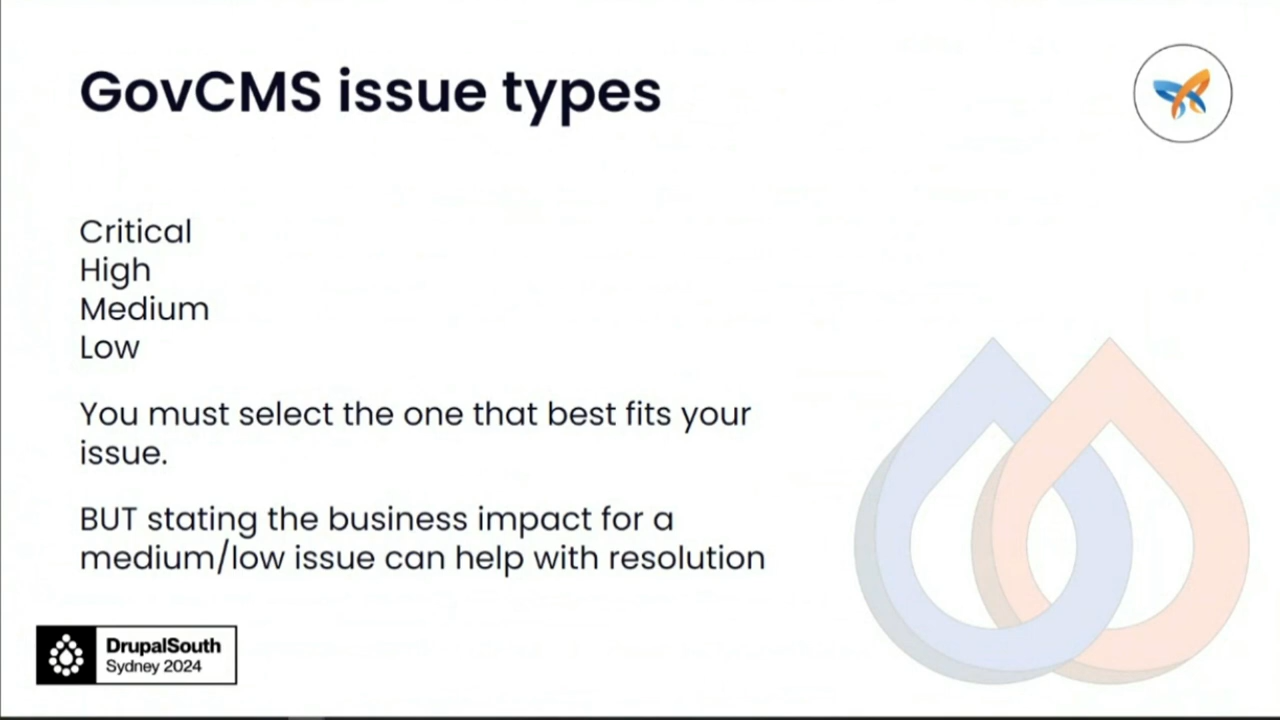 GovCMS issue types
Critical
High
Medium
Low
You must select the one that best fits your
issue.
BUT stating the business impact for a
medium/low issue can help with resolution
DrupalSouth
Sydney 2024